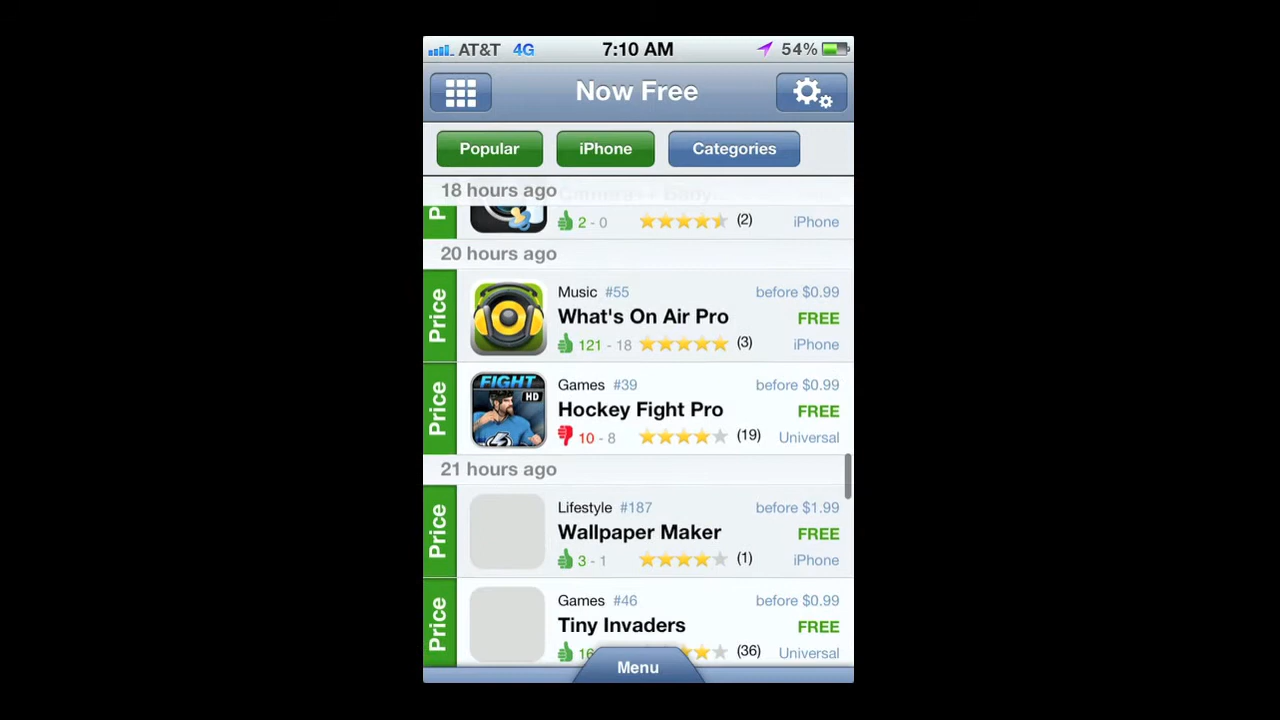 AT&T 4G 7:10 AM 54%
Now Free
Popular iPhone Categories
18 hours ago
2 - 0 (2) iPhone
20 hours ago
Price
Music #55 before $0.99
What's On Air Pro FREE
121 - 18 (3) iPhone
Price
FIGHT
HD
Games #39 before $0.99
Hockey Fight Pro FREE
10 - 8 (19) Universal
21 hours ago
Price
Lifestyle #187 before $1.99
Wallpaper Maker FREE
3 - 1 (1) iPhone
Price
Games #46 before $0.99
Tiny Invaders FREE
(36) Universal
Menu